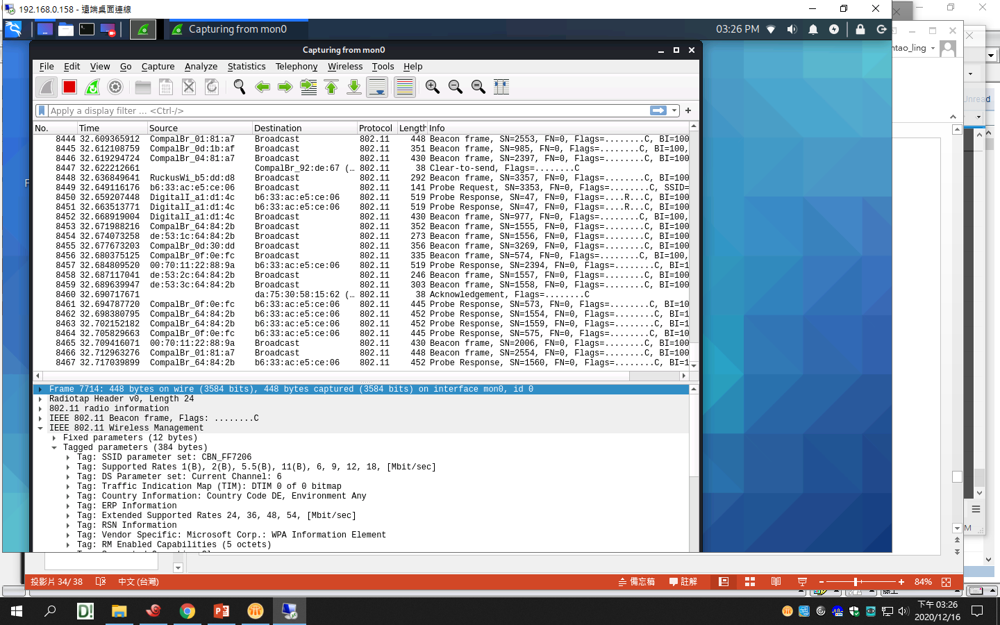 192.168.0.158 - 遠端桌面連線
Capturing from mon0
03:26 PM
Capturing from mon0
File Edit View Go Capture Analyze Statistics Telephony Wireless Tools Help
Apply a display filter ... <Ctrl-/>
No. Time Source Destination Protocol Length Info
8444 32.609365912 CompalBr_01:81:a7 Broadcast 802.11 448 Beacon frame, SN=2553, FN=0, Flags=........C, BI=100
8445 32.612108759 CompalBr_0d:1b:af Broadcast 802.11 351 Beacon frame, SN=985, FN=0, Flags=........C, BI=100,
8446 32.619294724 CompalBr_04:81:a7 Broadcast 802.11 430 Beacon frame, SN=2397, FN=0, Flags=........C, BI=100
8447 32.622212661 CompalBr_92:de:67 (… 802.11 38 Clear-to-send, Flags=........C
8448 32.636849641 RuckusWi_b5:dd:d8 Broadcast 802.11 292 Beacon frame, SN=3357, FN=0, Flags=........C, BI=100
8449 32.649116176 b6:33:ac:e5:ce:06 Broadcast 802.11 141 Probe Request, SN=3353, FN=0, Flags=........C, SSID=
8450 32.659207448 DigitalI_a1:d1:4c b6:33:ac:e5:ce:06 802.11 519 Probe Response, SN=47, FN=0, Flags=....R...C, BI=100
8451 32.663513771 DigitalI_a1:d1:4c b6:33:ac:e5:ce:06 802.11 519 Probe Response, SN=47, FN=0, Flags=....R...C, BI=100
8452 32.668919004 DigitalI_a1:d1:4c Broadcast 802.11 430 Beacon frame, SN=977, FN=0, Flags=........C, BI=100,
8453 32.671988216 CompalBr_64:84:2b Broadcast 802.11 352 Beacon frame, SN=1555, FN=0, Flags=........C, BI=100
8454 32.674073258 de:53:1c:64:84:2b Broadcast 802.11 273 Beacon frame, SN=1556, FN=0, Flags=........C, BI=100
8455 32.677673203 CompalBr_0d:30:dd Broadcast 802.11 356 Beacon frame, SN=3269, FN=0, Flags=........C, BI=100
8456 32.680375125 CompalBr_0f:0e:fc Broadcast 802.11 335 Beacon frame, SN=574, FN=0, Flags=........C, BI=100,
8457 32.684809520 00:70:11:22:88:9a b6:33:ac:e5:ce:06 802.11 519 Probe Response, SN=2394, FN=0, Flags=........C, BI=1
8458 32.687117041 de:53:2c:64:84:2b Broadcast 802.11 246 Beacon frame, SN=1557, FN=0, Flags=........C, BI=100
8459 32.689639947 de:53:3c:64:84:2b Broadcast 802.11 303 Beacon frame, SN=1558, FN=0, Flags=........C, BI=100
8460 32.690717671 da:75:30:58:15:62 (… 802.11 38 Acknowledgement, Flags=........C
8461 32.694787720 CompalBr_0f:0e:fc b6:33:ac:e5:ce:06 802.11 445 Probe Response, SN=573, FN=0, Flags=........C, BI=10
8462 32.698380795 CompalBr_64:84:2b b6:33:ac:e5:ce:06 802.11 452 Probe Response, SN=1554, FN=0, Flags=........C, BI=1
8463 32.702152182 CompalBr_64:84:2b b6:33:ac:e5:ce:06 802.11 452 Probe Response, SN=1559, FN=0, Flags=........C, BI=1
8464 32.705829663 CompalBr_0f:0e:fc b6:33:ac:e5:ce:06 802.11 445 Probe Response, SN=575, FN=0, Flags=........C, BI=10
8465 32.709416071 00:70:11:22:88:9a Broadcast 802.11 430 Beacon frame, SN=2006, FN=0, Flags=........C, BI=100
8466 32.712963276 CompalBr_01:81:a7 Broadcast 802.11 448 Beacon frame, SN=2554, FN=0, Flags=........C, BI=100
8467 32.717039899 CompalBr_64:84:2b b6:33:ac:e5:ce:06 802.11 452 Probe Response, SN=1560, FN=0, Flags=........C, BI=1
Frame 7714: 448 bytes on wire (3584 bits), 448 bytes captured (3584 bits) on interface mon0, id 0
Radiotap Header v0, Length 24
802.11 radio information
IEEE 802.11 Beacon frame, Flags: ........C
IEEE 802.11 Wireless Management
Fixed parameters (12 bytes)
Tagged parameters (384 bytes)
Tag: SSID parameter set: CBN_FF7206
Tag: Supported Rates 1(B), 2(B), 5.5(B), 11(B), 6, 9, 12, 18, [Mbit/sec]
Tag: DS Parameter set: Current Channel: 6
Tag: Traffic Indication Map (TIM): DTIM 0 of 0 bitmap
Tag: Country Information: Country Code DE, Environment Any
Tag: ERP Information
Tag: Extended Supported Rates 24, 36, 48, 54, [Mbit/sec]
Tag: RSN Information
Tag: Vendor Specific: Microsoft Corp.: WPA Information Element
Tag: RM Enabled Capabilities (5 octets)
ntao_ling
Unread
M
投影片 34/ 38 中文 (台灣) 備忘稿 註解 84%
D!
下午 03:26
2020/12/16